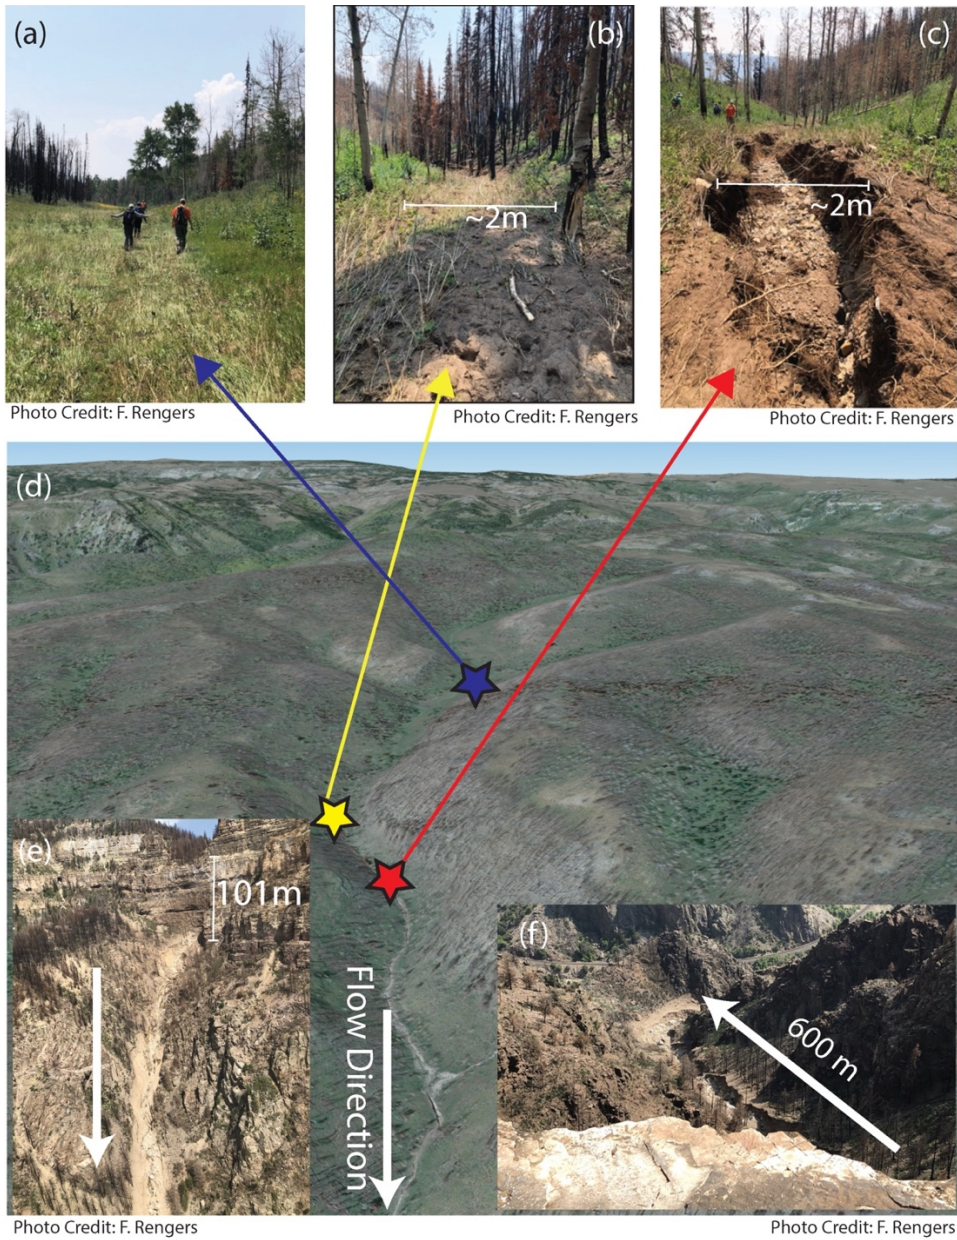 (a)
(b)
(c)
~2m
~2m
Photo Credit: F. Rengers
Photo Credit: F. Rengers
Photo Credit: F. Rengers
(d)
(e)
101m
(f)
Flow Direction
600 m
Photo Credit: F. Rengers
Photo Credit: F. Rengers